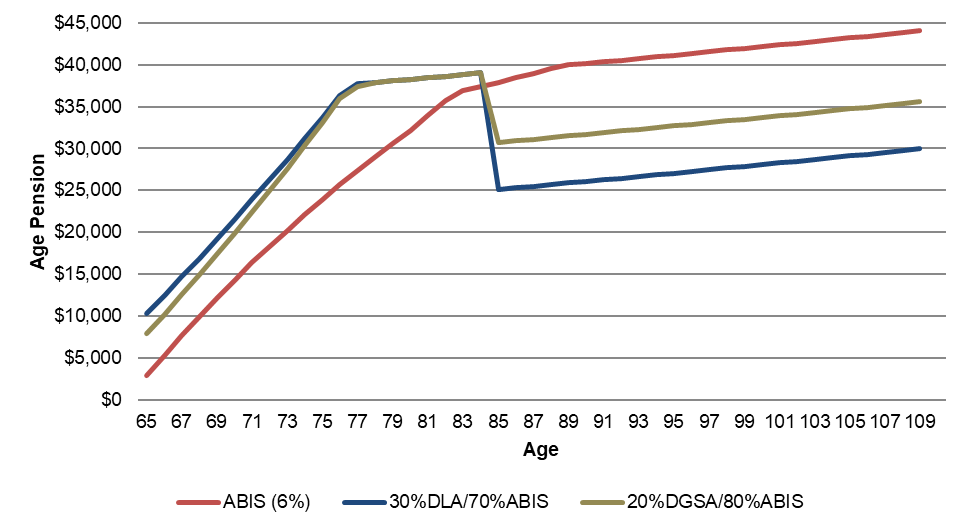 $45,000
$40,000
$35,000
$30,000
$25,000
$20,000
$15,000
$10,000
$5,000
$0
Age Pension
65 67 69 71 73 75 77 79 81 83 85 87 89 91 93 95 97 99 101 103 105 107 109
Age
ABIS (6%) 30%DLA/70%ABIS 20%DGSA/80%ABIS